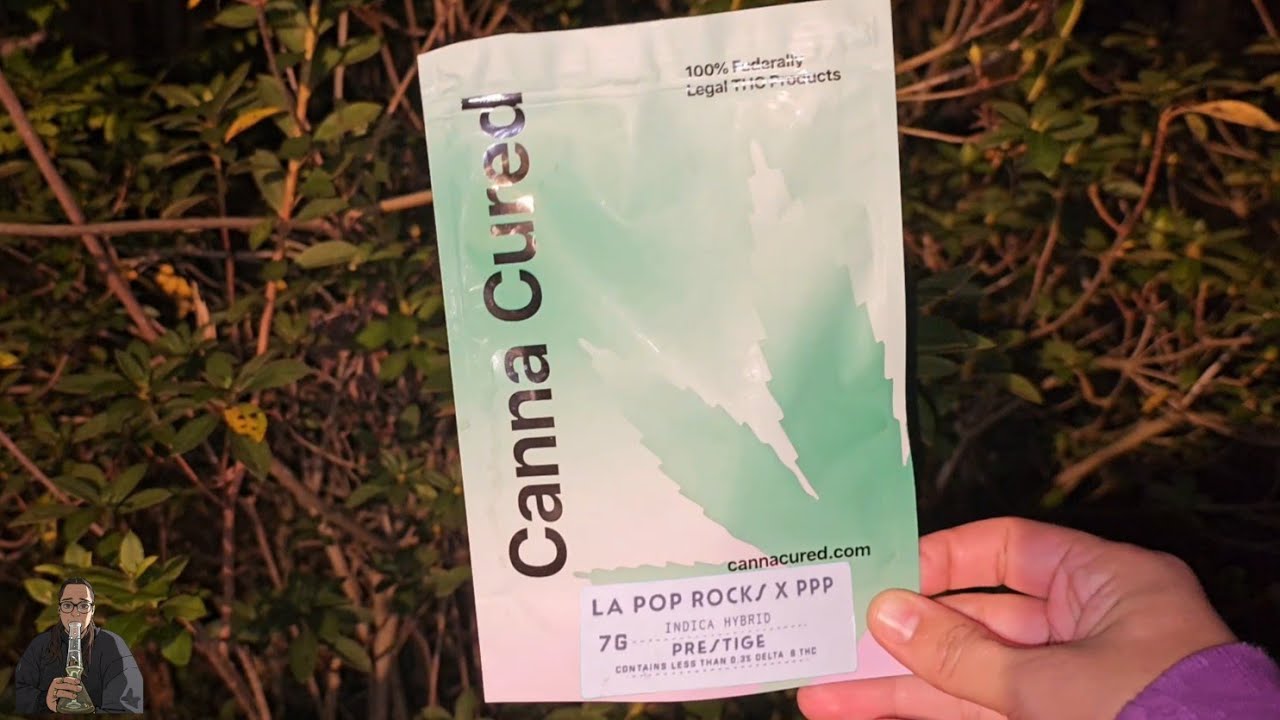 100% Federally
Legal THC Products
Canna Cured
cannacured.com
LA POP ROCKS X PPP
INDICA HYBRID
7G
PRESTIGE
CONTAINS LESS THAN 0.3% DELTA 8 THC